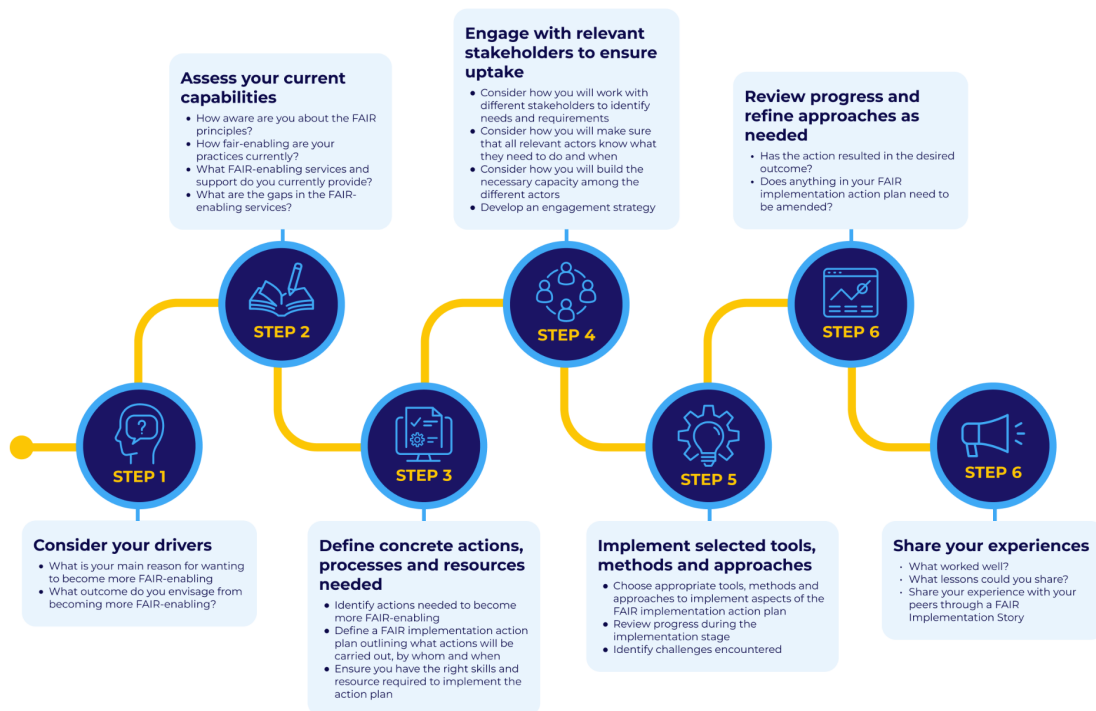 Consider your drivers
● What is your main reason for wanting
to become more FAIR-enabling
● What outcome do you envisage from
becoming more FAIR-enabling?
STEP 1
Assess your current
capabilities
● How aware are you about the FAIR
principles?
● How fair-enabling are your
practices currently?
● What FAIR-enabling services and
support do you currently provide?
● What are the gaps in the FAIR-
enabling services?
STEP 2
STEP 3
Define concrete actions,
processes and resources
needed
● Identify actions needed to become
more FAIR-enabling
● Define a FAIR implementation action
plan outlining what actions will be
carried out, by whom and when
● Ensure you have the right skills and
resource required to implement the
action plan
Engage with relevant
stakeholders to ensure
uptake
● Consider how you will work with
different stakeholders to identify
needs and requirements
● Consider how you will make sure
that all relevant actors know what
they need to do and when
● Consider how you will build the
necessary capacity among the
different actors
● Develop an engagement strategy
STEP 4
STEP 5
Implement selected tools,
methods and approaches
● Choose appropriate tools, methods and
approaches to implement aspects of the
FAIR implementation action plan
● Review progress during the
implementation stage
● Identify challenges encountered
Review progress and
refine approaches as
needed
• Has the action resulted in the desired
outcome?
• Does anything in your FAIR
implementation action plan need to
be amended?
STEP 6
?
STEP 6
Share your experiences
• What worked well?
• What lessons could you share?
• Share your experience with your
peers through a FAIR
Implementation Story